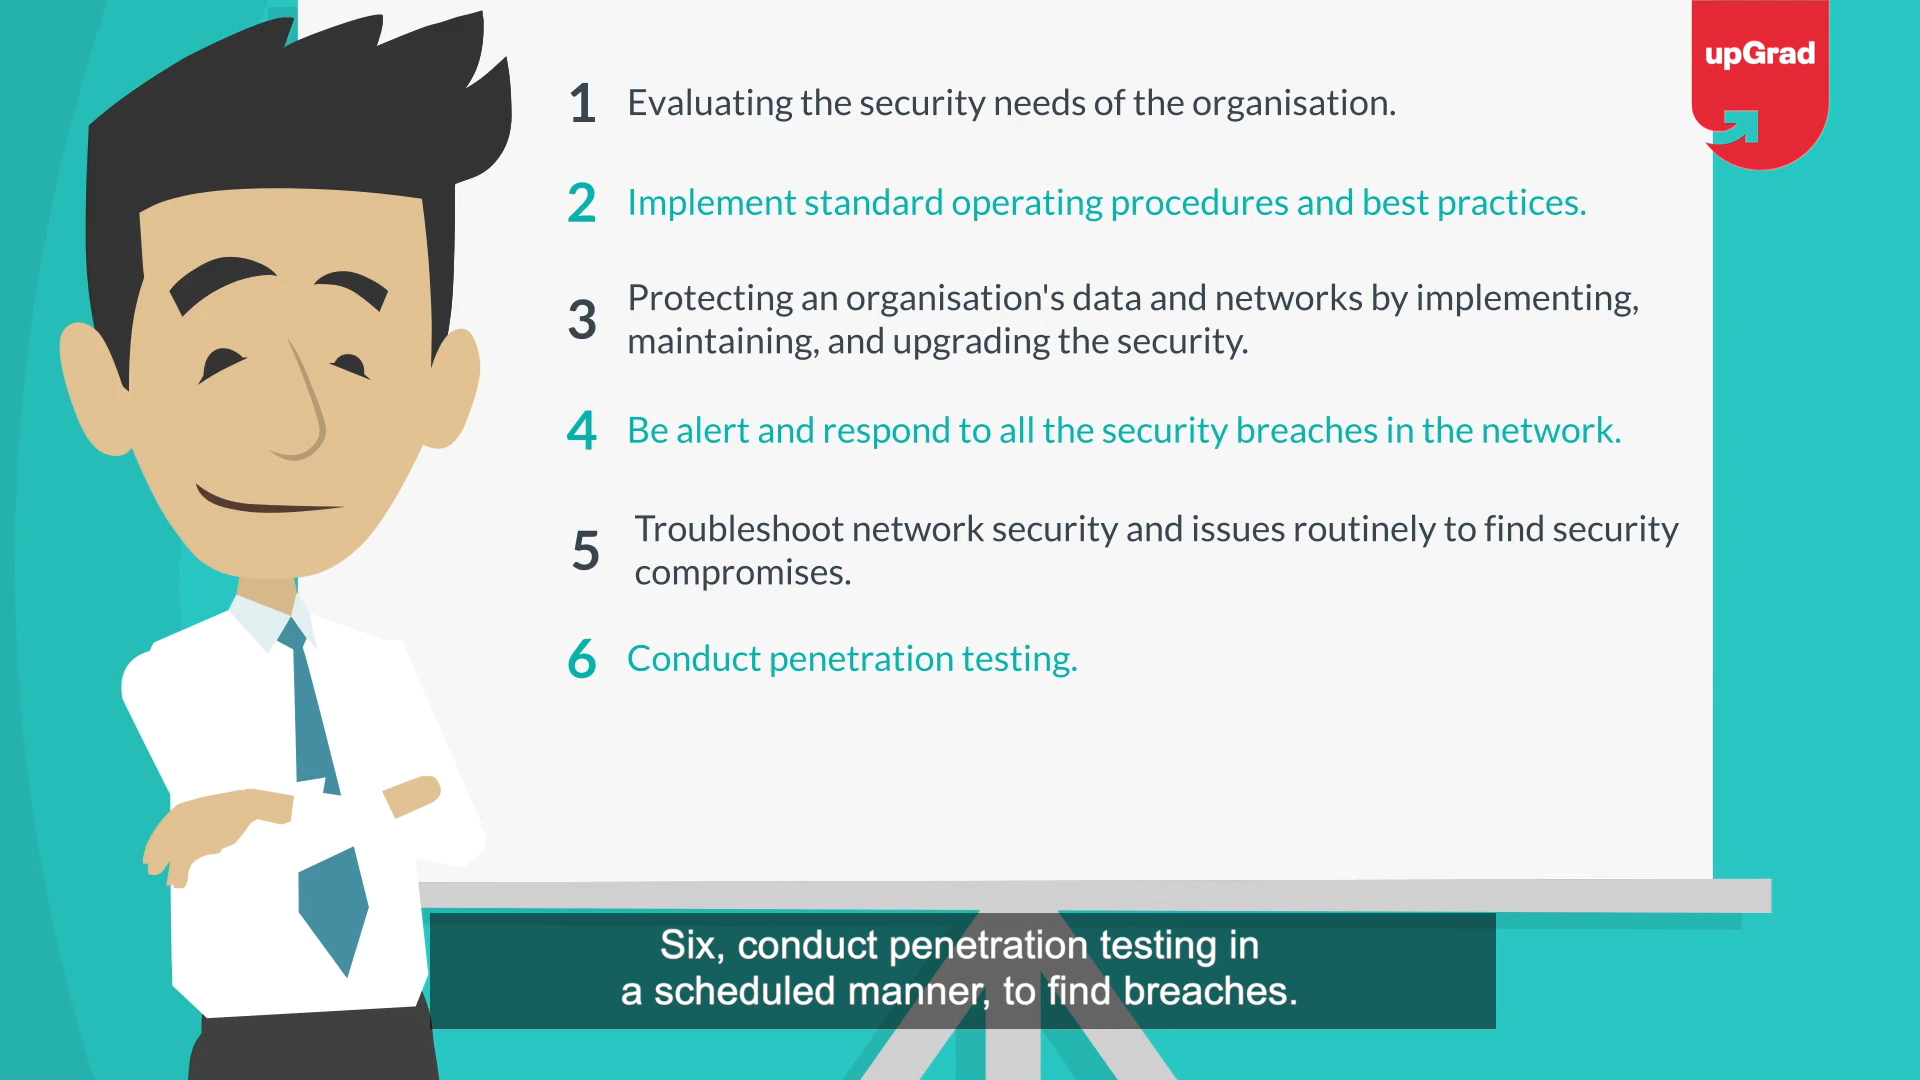 upGrad
1 Evaluating the security needs of the organisation.
2 Implement standard operating procedures and best practices.
3 Protecting an organisation's data and networks by implementing,
maintaining, and upgrading the security.
4 Be alert and respond to all the security breaches in the network.
5 Troubleshoot network security and issues routinely to find security
compromises.
6 Conduct penetration testing.
Six, conduct penetration testing in
a scheduled manner, to find breaches.